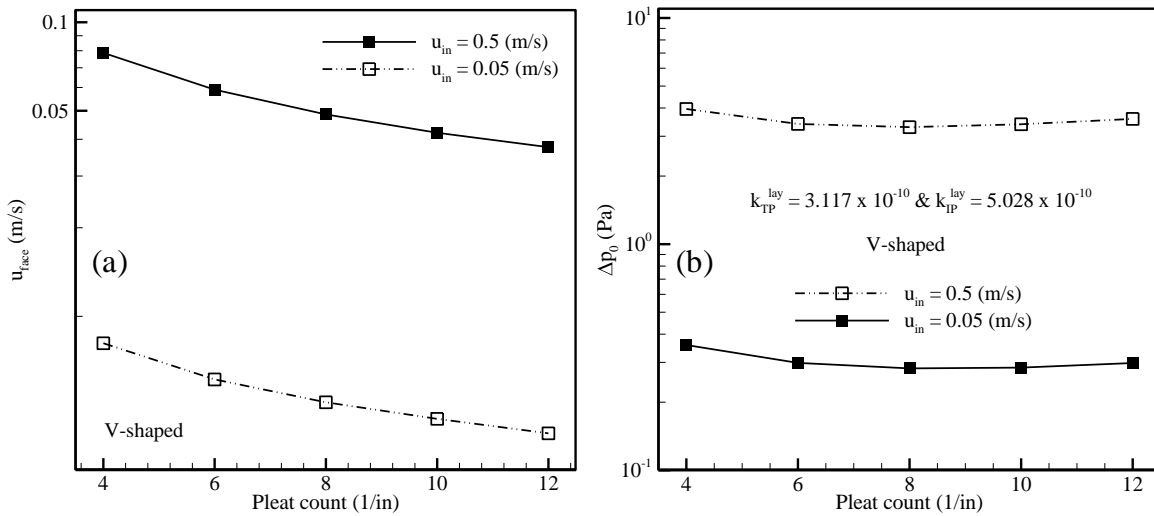 0.1
u_in = 0.5 (m/s)
u_in = 0.05 (m/s)
0.05
u_face (m/s)
(a)
V-shaped
4 6 8 10 12
Pleat count (1/in)
10^1
k_TP^lay = 3.117 x 10^-10 & k_IP^lay = 5.028 x 10^-10
Δp_0 (Pa)
10^0
V-shaped
(b)
u_in = 0.5 (m/s)
u_in = 0.05 (m/s)
10^-1
4 6 8 10 12
Pleat count (1/in)